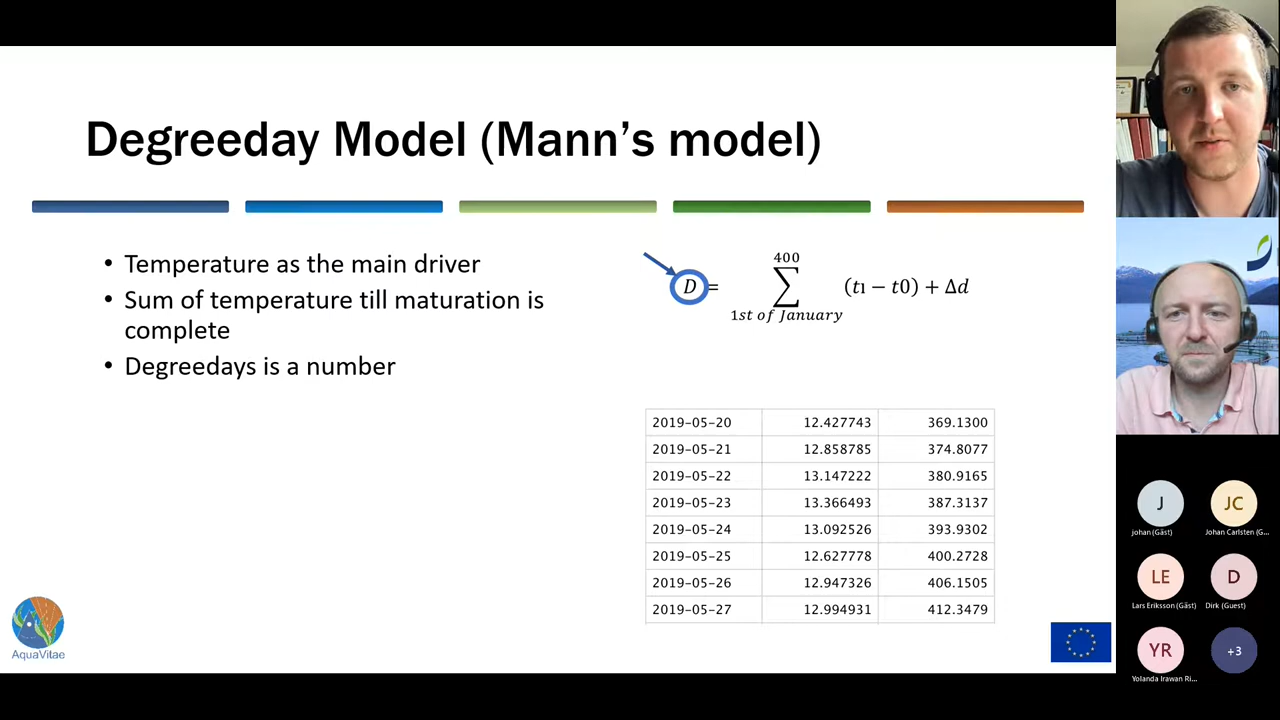 Degreeday Model (Mann's model)
• Temperature as the main driver
• Sum of temperature till maturation is
complete
• Degreedays is a number
400
D = ∑ (tı − t0) + Δd
1st of January
2019-05-20 12.427743 369.1300
2019-05-21 12.858785 374.8077
2019-05-22 13.147222 380.9165
2019-05-23 13.366493 387.3137
2019-05-24 13.092526 393.9302
2019-05-25 12.627778 400.2728
2019-05-26 12.947326 406.1505
2019-05-27 12.994931 412.3479
AquaVitae
J
johan (Gäst)
JC
Johan Carlsten (G...
LE
Lars Eriksson (Gäst)
D
Dirk (Guest)
YR
Yolanda Irawan Ri...
+3